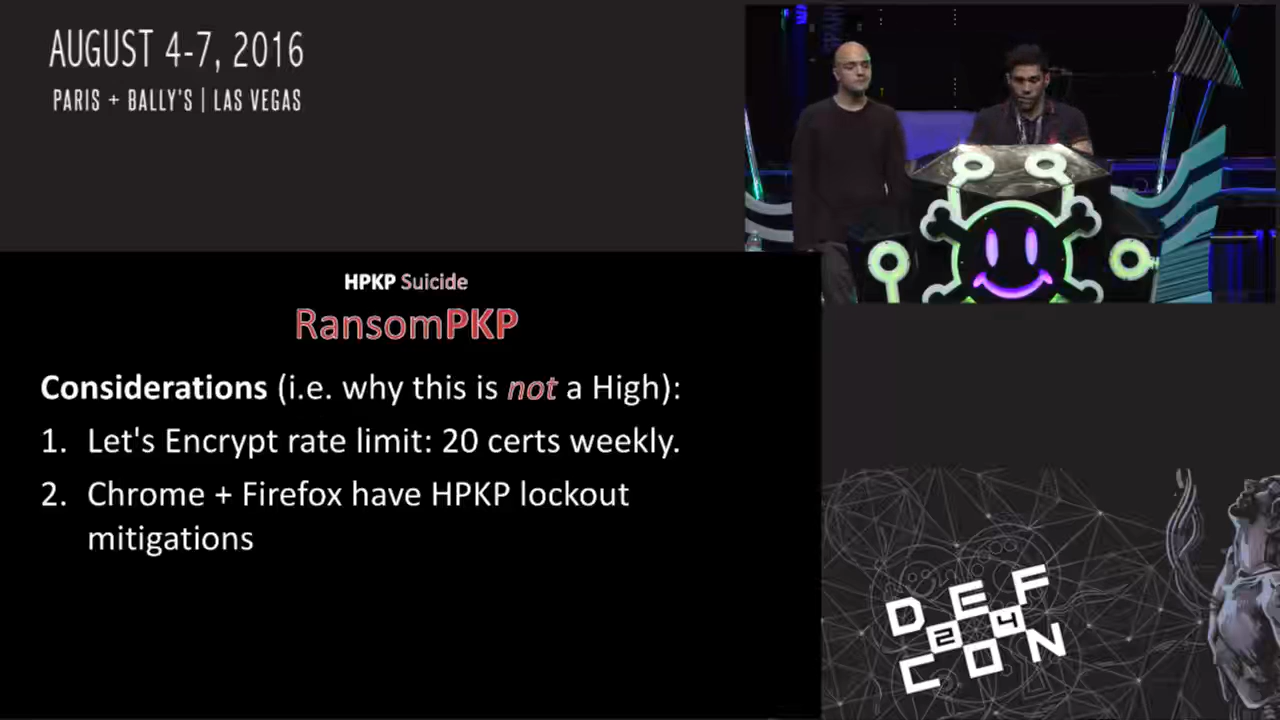 AUGUST 4-7, 2016
PARIS + BALLY'S | LAS VEGAS
HPKP Suicide
RansomPKP
Considerations (i.e. why this is not a High):
1. Let's Encrypt rate limit: 20 certs weekly.
2. Chrome + Firefox have HPKP lockout
mitigations
DEF
24
CON